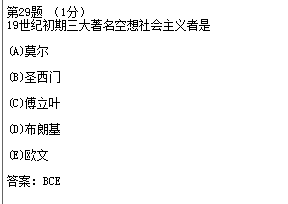 第29题 (1分)
19世纪初期三大著名空想社会主义者是
(A)莫尔
(B)圣西门
(C)傅立叶
(D)布朗基
(E)欧文
答案：BCE